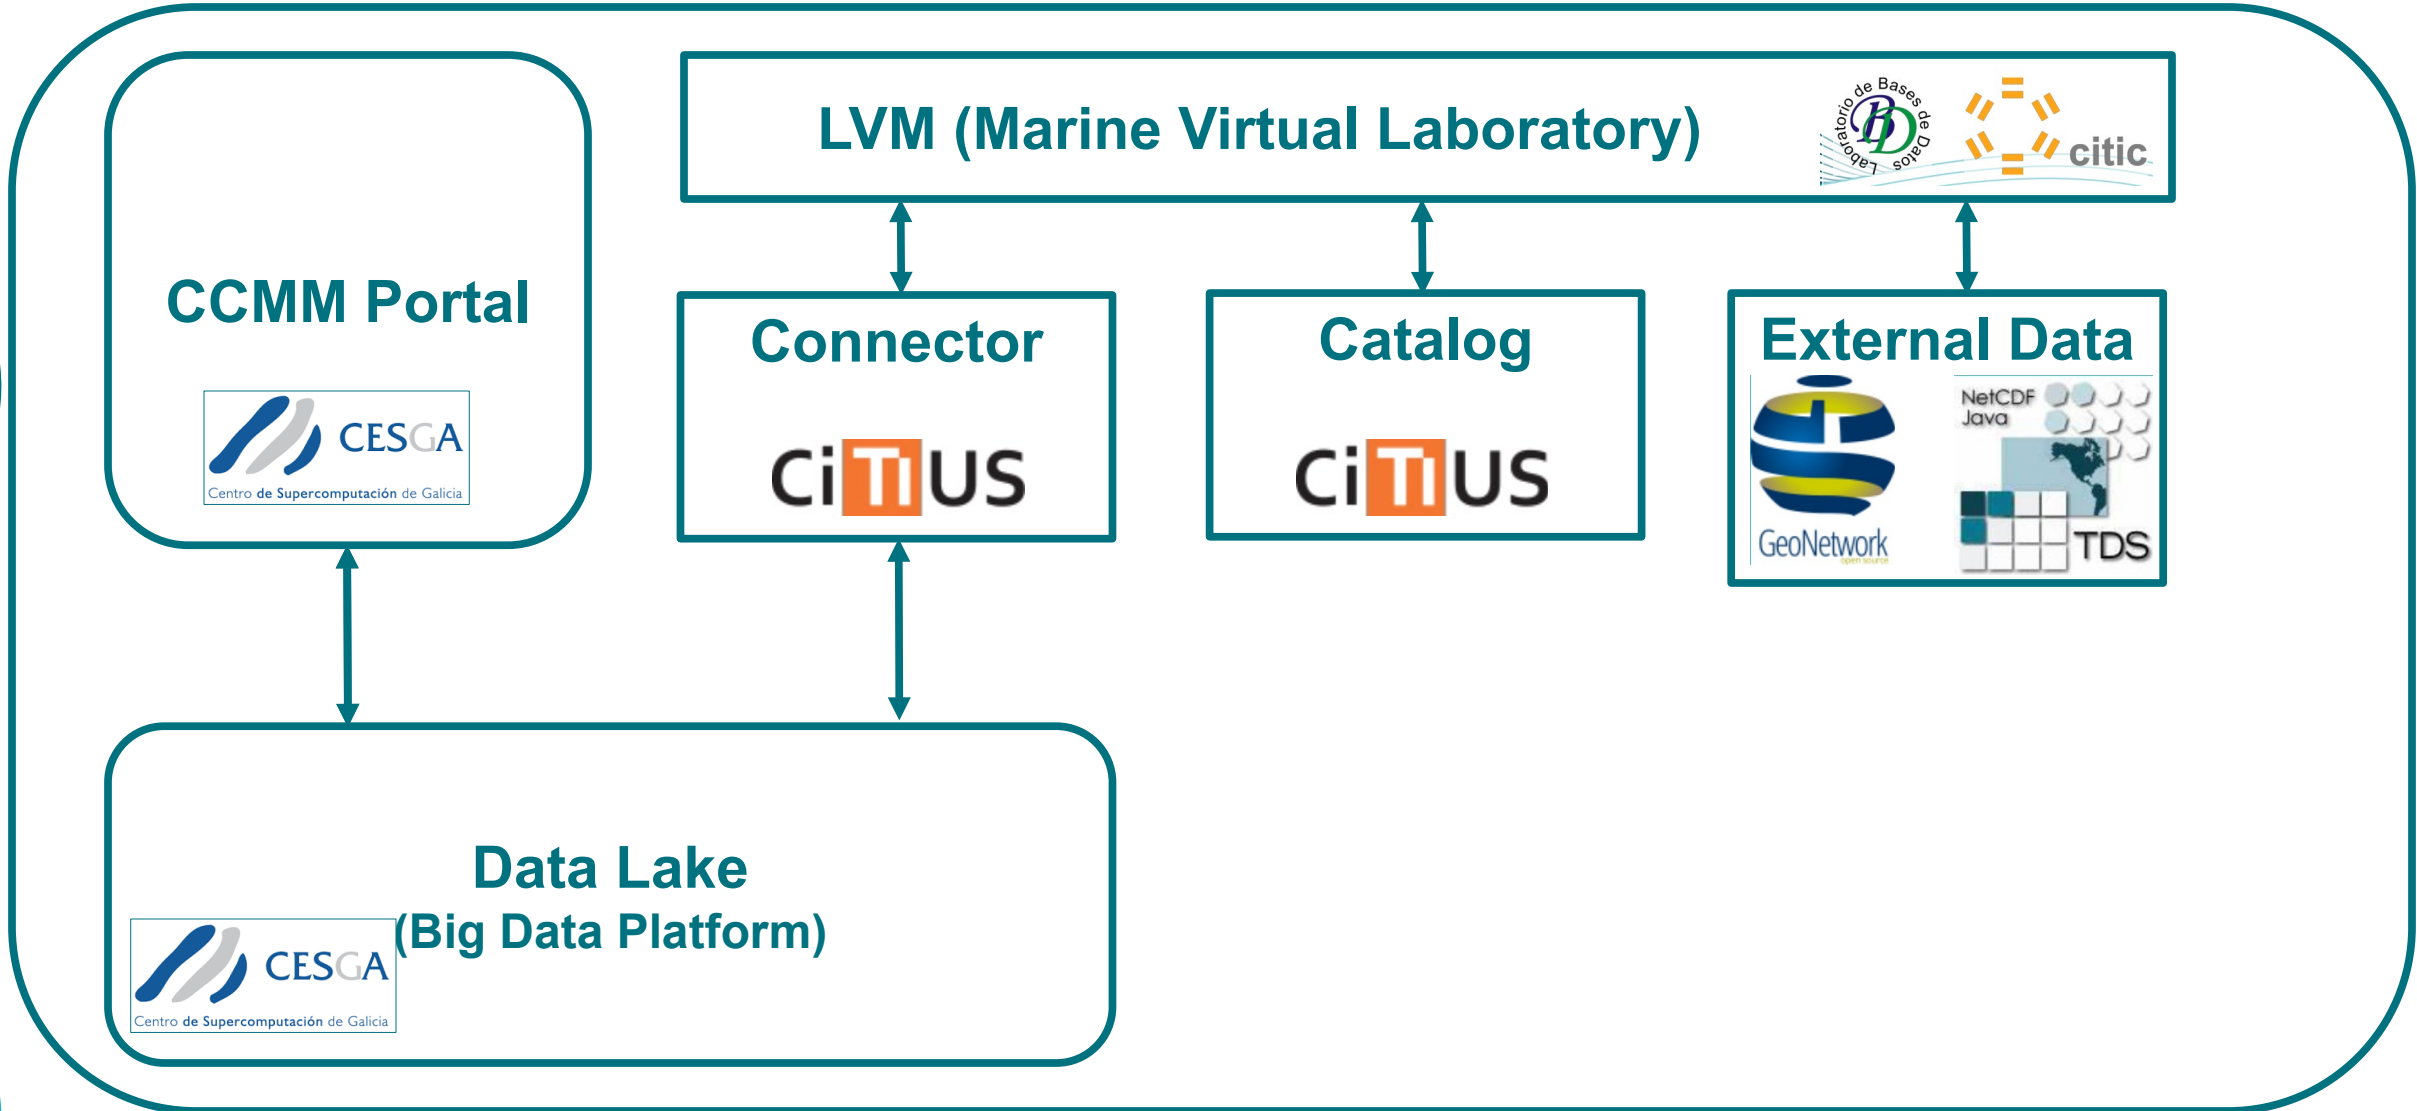 LVM (Marine Virtual Laboratory)
Laboratorio de Bases de Datos
citic
CCMM Portal
CESGA
Centro de Supercomputación de Galicia
Connector
CiTIUS
Catalog
CiTIUS
External Data
GeoNetwork
open source
NetCDF
Java
TDS
Data Lake
(Big Data Platform)
CESGA
Centro de Supercomputación de Galicia